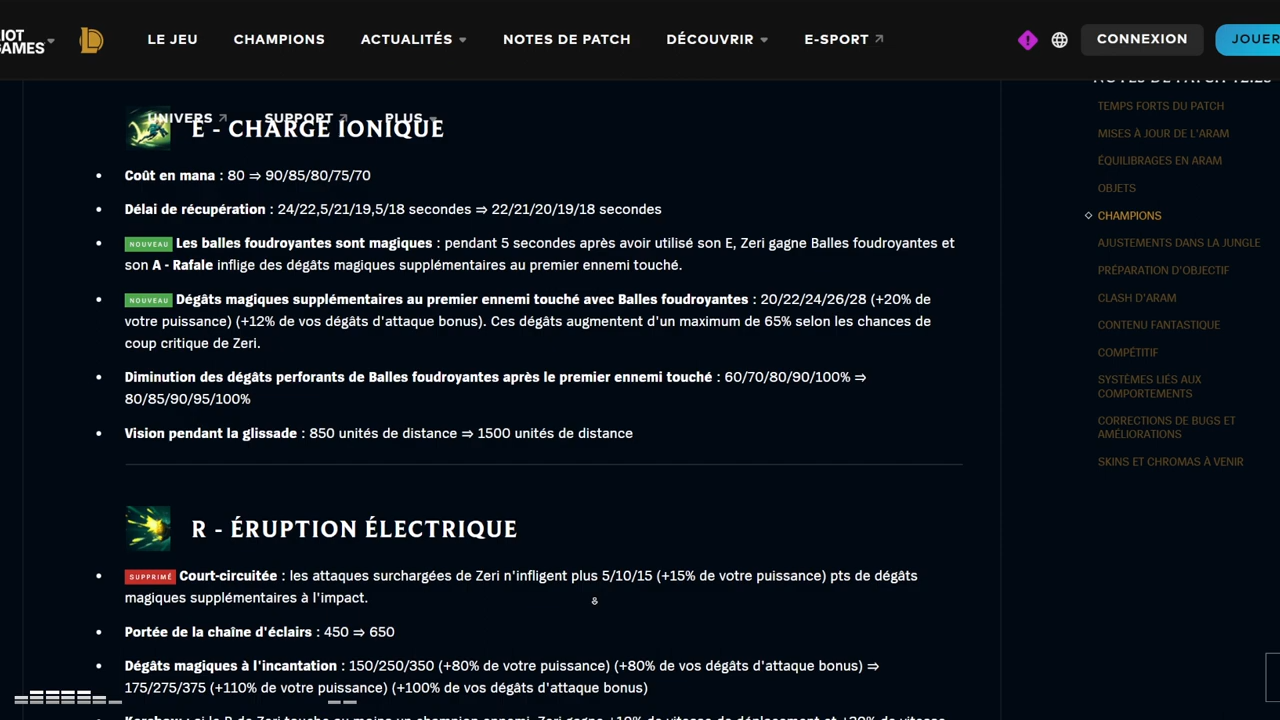 IOT
GAMES
LE JEU
CHAMPIONS
ACTUALITÉS
NOTES DE PATCH
DÉCOUVRIR
E-SPORT
CONNEXION
JOUER
UNIVERS
SUPPORT
PLUS
E - CHARGE IONIQUE
Coût en mana : 80 ⇒ 90/85/80/75/70
Délai de récupération : 24/22,5/21/19,5/18 secondes ⇒ 22/21/20/19/18 secondes
NOUVEAU Les balles foudroyantes sont magiques : pendant 5 secondes après avoir utilisé son E, Zeri gagne Balles foudroyantes et
son A - Rafale inflige des dégâts magiques supplémentaires au premier ennemi touché.
NOUVEAU Dégâts magiques supplémentaires au premier ennemi touché avec Balles foudroyantes : 20/22/24/26/28 (+20% de
votre puissance) (+12% de vos dégâts d'attaque bonus). Ces dégâts augmentent d'un maximum de 65% selon les chances de
coup critique de Zeri.
Diminution des dégâts perforants de Balles foudroyantes après le premier ennemi touché : 60/70/80/90/100% ⇒
80/85/90/95/100%
Vision pendant la glissade : 850 unités de distance ⇒ 1500 unités de distance
R - ÉRUPTION ÉLECTRIQUE
SUPPRIMÉ Court-circuitée : les attaques surchargées de Zeri n'infligent plus 5/10/15 (+15% de votre puissance) pts de dégâts
magiques supplémentaires à l'impact.
Portée de la chaîne d'éclairs : 450 ⇒ 650
Dégâts magiques à l'incantation : 150/250/350 (+80% de votre puissance) (+80% de vos dégâts d'attaque bonus) ⇒
175/275/375 (+110% de votre puissance) (+100% de vos dégâts d'attaque bonus)
NOTES DE PATCH 12.23
TEMPS FORTS DU PATCH
MISES À JOUR DE L'ARAM
ÉQUILIBRAGES EN ARAM
OBJETS
CHAMPIONS
AJUSTEMENTS DANS LA JUNGLE
PRÉPARATION D'OBJECTIF
CLASH D'ARAM
CONTENU FANTASTIQUE
COMPÉTITIF
SYSTÈMES LIÉS AUX
COMPORTEMENTS
CORRECTIONS DE BUGS ET
AMÉLIORATIONS
SKINS ET CHROMAS À VENIR